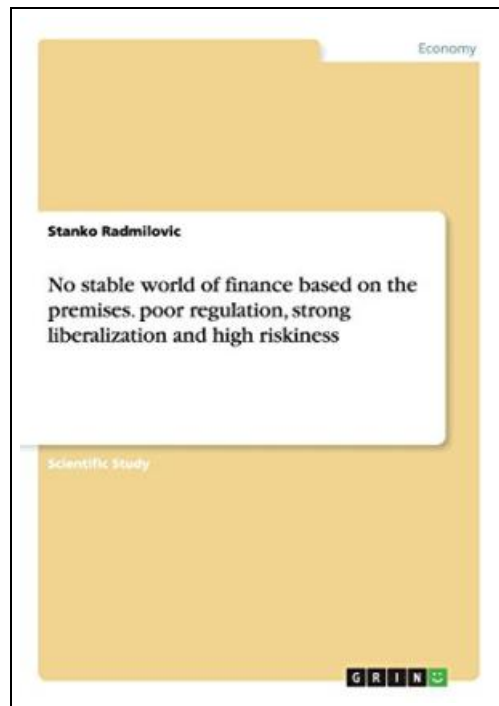 Economy
Stanko Radmilovic
No stable world of finance based on the
premises. poor regulation, strong
liberalization and high riskiness
Scientific Study
GRIN